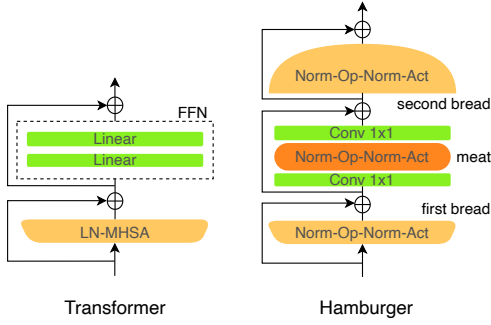 FFN
Linear
Linear
LN-MHSA
Transformer
Norm-Op-Norm-Act
second bread
Conv 1x1
Norm-Op-Norm-Act
meat
Conv 1x1
first bread
Norm-Op-Norm-Act
Hamburger